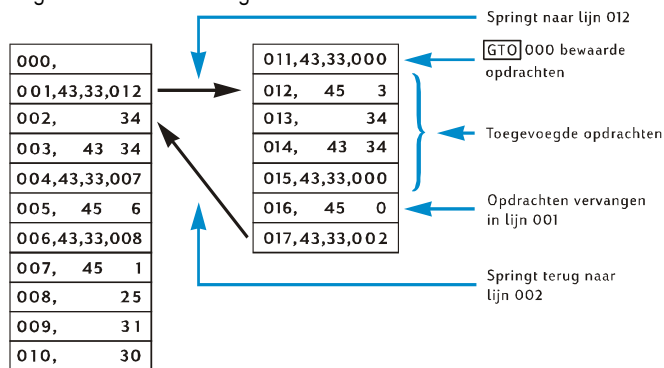 Springt naar lijn 012
000,
001,43,33,012
002, 34
003, 43 34
004,43,33,007
005, 45 6
006,43,33,008
007, 45 1
008, 25
009, 31
010, 30
011,43,33,000
012, 45 3
013, 34
014, 43 34
015,43,33,000
016, 45 0
017,43,33,002
GTO 000 bewaarde
opdrachten
Toegevoegde opdrachten
Opdrachten vervangen
in lijn 001
Springt terug naar
lijn 002